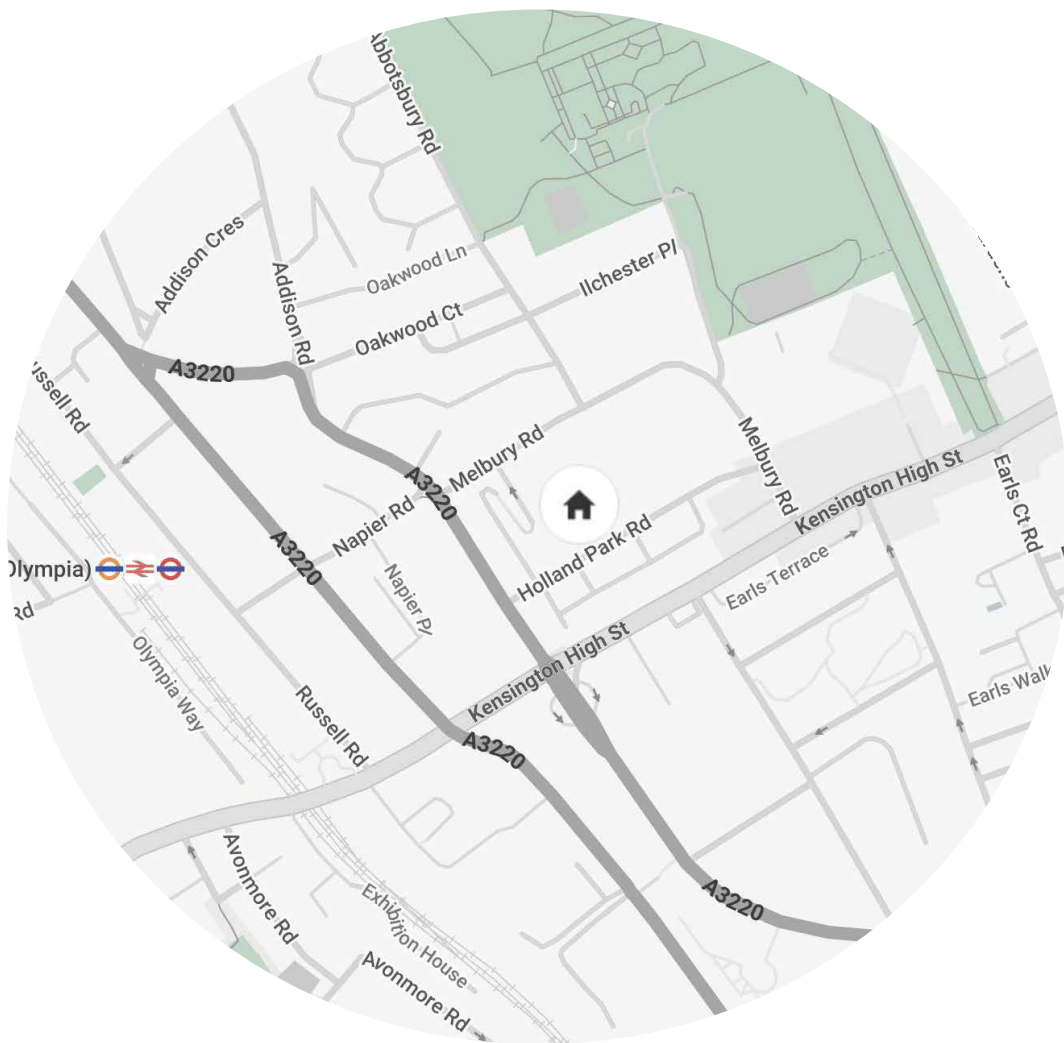 Abbotsbury Rd
Addison Cres
Oakwood Ln
Ilchester Pl
Addison Rd
Oakwood Ct
A3220
ussell Rd
Melbury Rd
Melbury Rd
Kensington High St
Earls Ct Rd
A3220
Napier Rd
Holland Park Rd
A3220
Earls Terrace
Olympia)
Napier Pl
Rd
Kensington High St
Olympia Way
Earls Walk
Russell Rd
A3220
Avonmore Rd
A3220
Exhibition House
Avonmore Rd